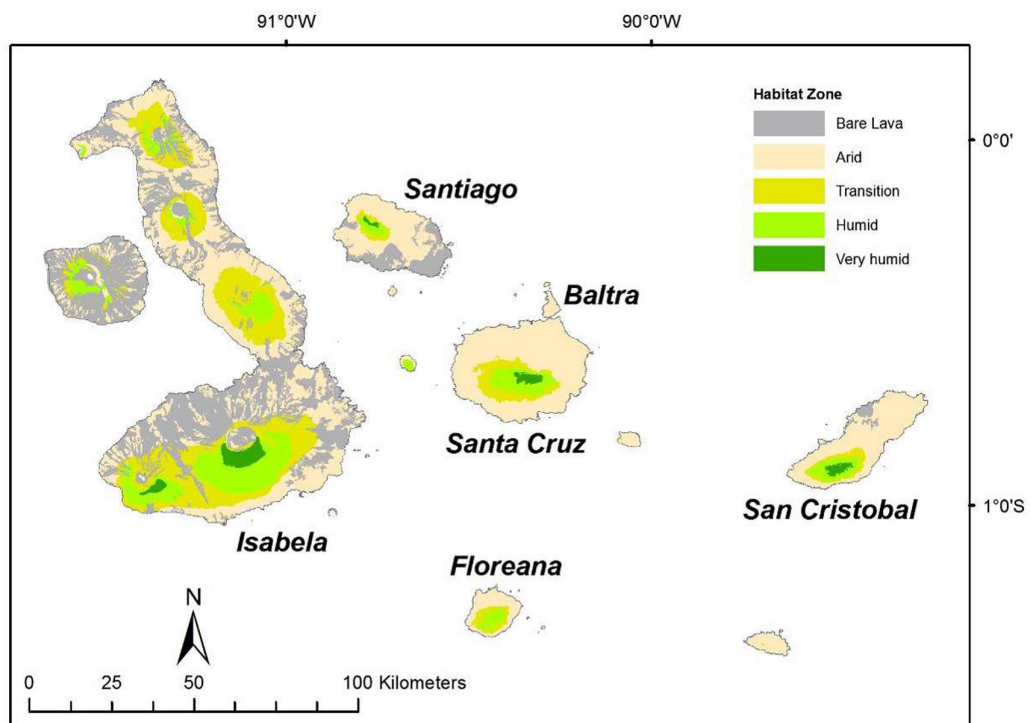 91°0'W
90°0'W
Habitat Zone
Bare Lava
0°0'
Arid
Santiago
Transition
Humid
Very humid
Baltra
Santa Cruz
1°0'S
San Cristobal
Isabela
Floreana
N
0 25 50 100 Kilometers